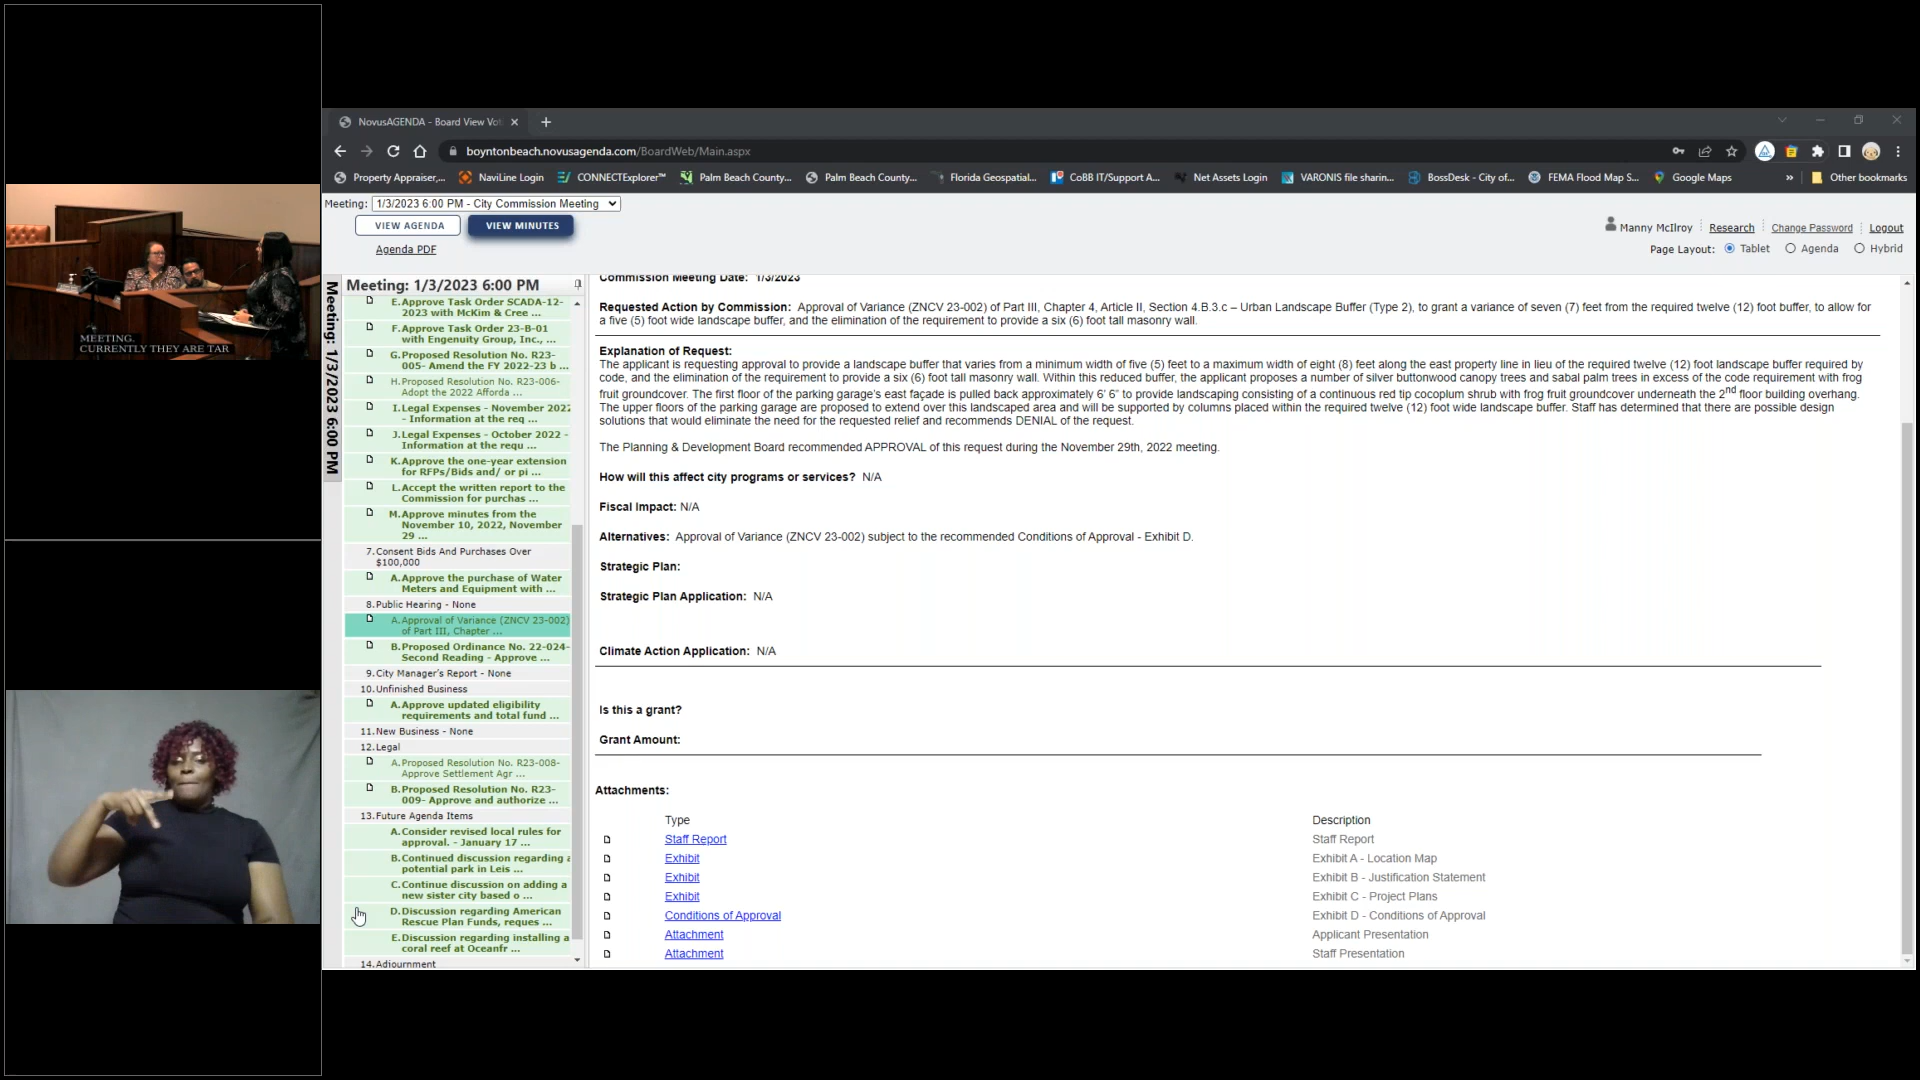 MEETING.
CURRENTLY THEY ARE TAR
NovusAGENDA - Board View Vot
boyntonbeach.novusagenda.com/BoardWeb/Main.aspx
Property Appraiser,... NaviLine Login CONNECTExplorer™ Palm Beach County... Palm Beach County... Florida Geospatial... CoBB IT/Support A... Net Assets Login VARONIS file sharin... BossDesk - City of... FEMA Flood Map S... Google Maps » Other bookmarks
Meeting: 1/3/2023 6:00 PM - City Commission Meeting
VIEW AGENDA VIEW MINUTES
Agenda PDF
Manny McIlroy Research Change Password Logout
Page Layout: Tablet Agenda Hybrid
Meeting: 1/3/2023 6:00 PM
Meeting: 1/3/2023 6:00 PM
E.Approve Task Order SCADA-12-
2023 with McKim & Cree ...
F.Approve Task Order 23-B-01
with Engenuity Group, Inc., ...
G.Proposed Resolution No. R23-
005- Amend the FY 2022-23 b ...
H.Proposed Resolution No. R23-006-
Adopt the 2022 Afforda ...
I.Legal Expenses - November 2022
- Information at the req ...
J.Legal Expenses - October 2022 -
Information at the requ ...
K.Approve the one-year extension
for RFPs/Bids and/ or pi ...
L.Accept the written report to the
Commission for purchas ...
M.Approve minutes from the
November 10, 2022, November
29 ...
7.Consent Bids And Purchases Over
$100,000
A.Approve the purchase of Water
Meters and Equipment with ...
8.Public Hearing - None
A.Approval of Variance (ZNCV 23-002)
of Part III, Chapter ...
B.Proposed Ordinance No. 22-024-
Second Reading - Approve ...
9.City Manager's Report - None
10.Unfinished Business
A.Approve updated eligibility
requirements and total fund ...
11.New Business - None
12.Legal
A.Proposed Resolution No. R23-008-
Approve Settlement Agr ...
B.Proposed Resolution No. R23-
009- Approve and authorize ...
13.Future Agenda Items
A.Consider revised local rules for
approval. - January 17 ...
B.Continued discussion regarding a
potential park in Leis ...
C.Continue discussion on adding a
new sister city based o ...
D.Discussion regarding American
Rescue Plan Funds, reques ...
E.Discussion regarding installing a
coral reef at Oceanfr ...
14.Adjournment
Commission Meeting Date: 1/3/2023
Requested Action by Commission: Approval of Variance (ZNCV 23-002) of Part III, Chapter 4, Article II, Section 4.B.3.c – Urban Landscape Buffer (Type 2), to grant a variance of seven (7) feet from the required twelve (12) foot buffer, to allow for
a five (5) foot wide landscape buffer, and the elimination of the requirement to provide a six (6) foot tall masonry wall.
Explanation of Request:
The applicant is requesting approval to provide a landscape buffer that varies from a minimum width of five (5) feet to a maximum width of eight (8) feet along the east property line in lieu of the required twelve (12) foot landscape buffer required by
code, and the elimination of the requirement to provide a six (6) foot tall masonry wall. Within this reduced buffer, the applicant proposes a number of silver buttonwood canopy trees and sabal palm trees in excess of the code requirement with frog
fruit groundcover. The first floor of the parking garage's east façade is pulled back approximately 6' 6" to provide landscaping consisting of a continuous red tip cocoplum shrub with frog fruit groundcover underneath the 2nd floor building overhang.
The upper floors of the parking garage are proposed to extend over this landscaped area and will be supported by columns placed within the required twelve (12) foot wide landscape buffer. Staff has determined that there are possible design
solutions that would eliminate the need for the requested relief and recommends DENIAL of the request.
The Planning & Development Board recommended APPROVAL of this request during the November 29th, 2022 meeting.
How will this affect city programs or services? N/A
Fiscal Impact: N/A
Alternatives: Approval of Variance (ZNCV 23-002) subject to the recommended Conditions of Approval - Exhibit D.
Strategic Plan:
Strategic Plan Application: N/A
Climate Action Application: N/A
Is this a grant?
Grant Amount:
Attachments:
Type Description
Staff Report Staff Report
Exhibit Exhibit A - Location Map
Exhibit Exhibit B - Justification Statement
Exhibit Exhibit C - Project Plans
Conditions of Approval Exhibit D - Conditions of Approval
Attachment Applicant Presentation
Attachment Staff Presentation